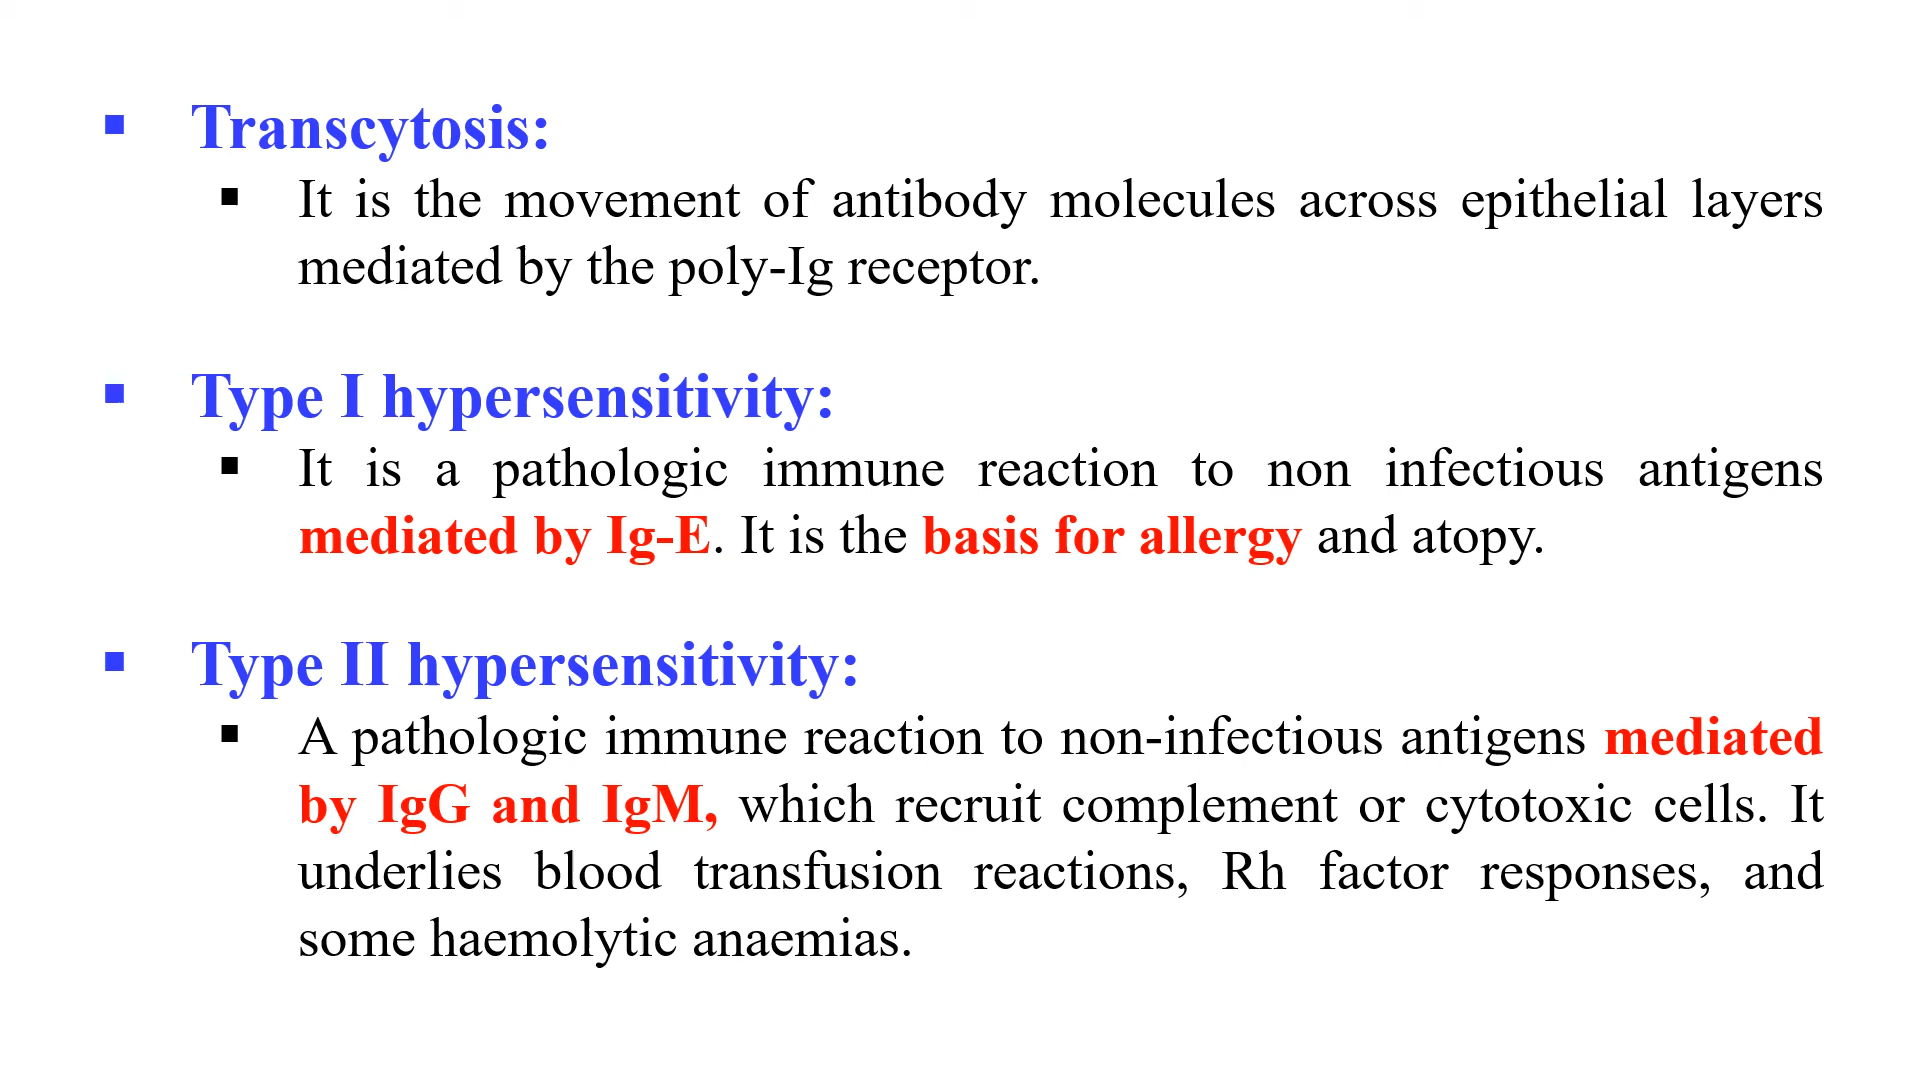 ▪ Transcytosis:
▪ It is the movement of antibody molecules across epithelial layers
mediated by the poly-Ig receptor.
▪ Type I hypersensitivity:
▪ It is a pathologic immune reaction to non infectious antigens
mediated by Ig-E. It is the basis for allergy and atopy.
▪ Type II hypersensitivity:
▪ A pathologic immune reaction to non-infectious antigens mediated
by IgG and IgM, which recruit complement or cytotoxic cells. It
underlies blood transfusion reactions, Rh factor responses, and
some haemolytic anaemias.